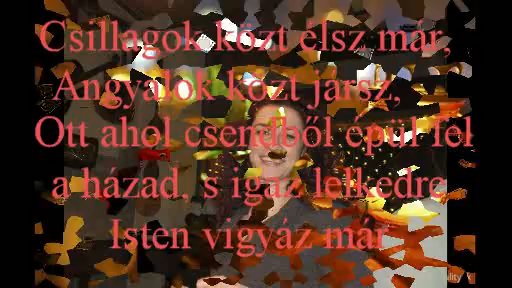 Csillagok közt élsz már,
Angyalok közt jársz,
Ott ahol csendből épül fel
a házad, s igaz lelkedre
Isten vigyáz már